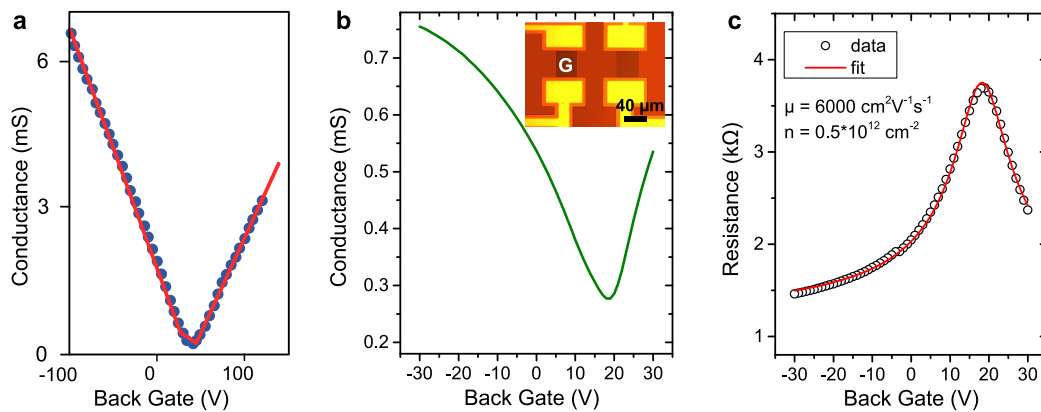 a
Conductance (mS)
6
3
0
-100
0
100
Back Gate (V)
b
Conductance (mS)
0.7
0.6
0.5
0.4
0.3
0.2
-30 -20 -10 0 10 20 30
Back Gate (V)
G
40 µm
c
Resistance (kΩ)
4
3
2
1
-30 -20 -10 0 10 20 30
Back Gate (V)
data
fit
µ = 6000 cm²V⁻¹s⁻¹
n = 0.5*10¹² cm⁻²